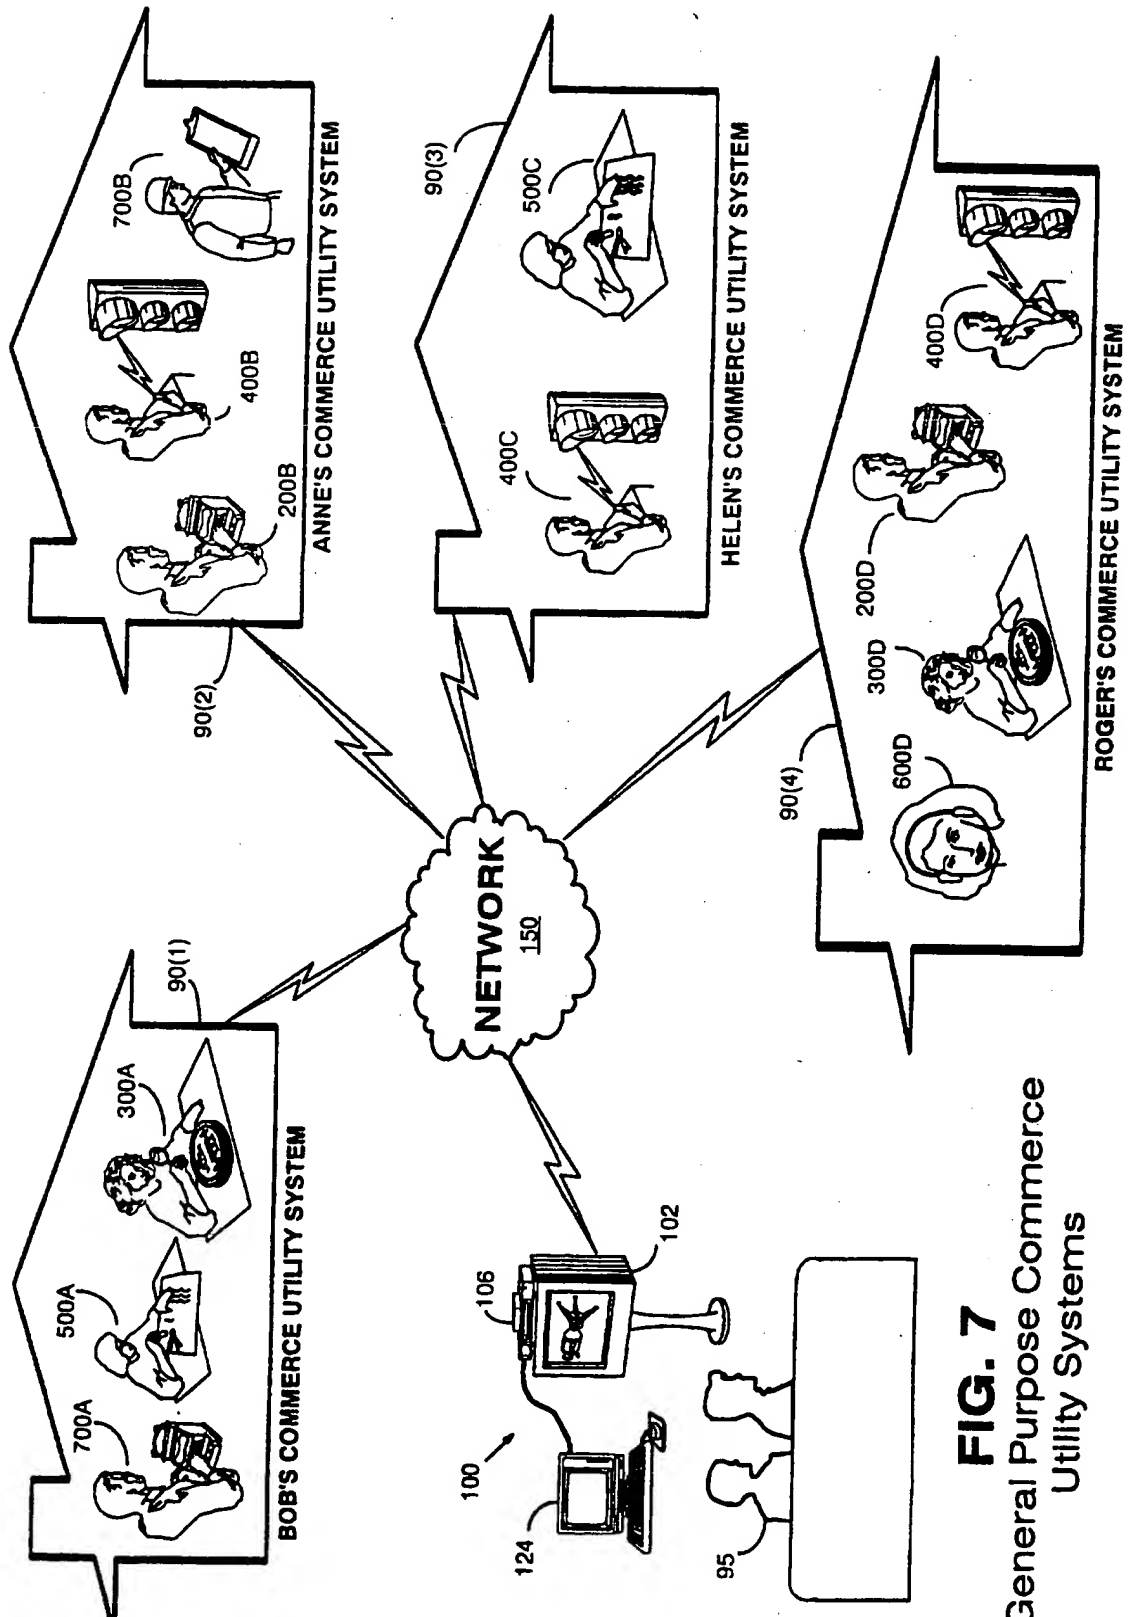 700A
500A
300A
90(1)
BOB'S COMMERCE UTILITY SYSTEM
90(2)
200B
400B
700B
ANNE'S COMMERCE UTILITY SYSTEM
NETWORK
150
90(3)
400C
500C
HELEN'S COMMERCE UTILITY SYSTEM
100
106
102
124
95
90(4)
600D
300D
200D
400D
ROGER'S COMMERCE UTILITY SYSTEM
FIG. 7
General Purpose Commerce
Utility Systems